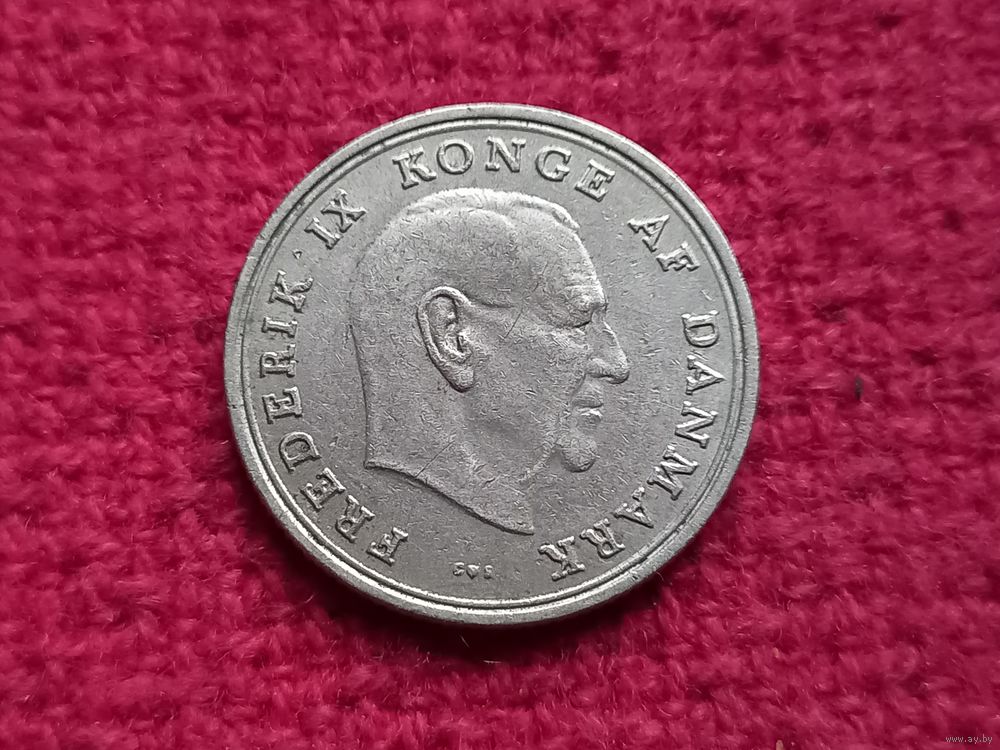 FREDERIK · IX KONGE AF DANMARK
www.ay.by